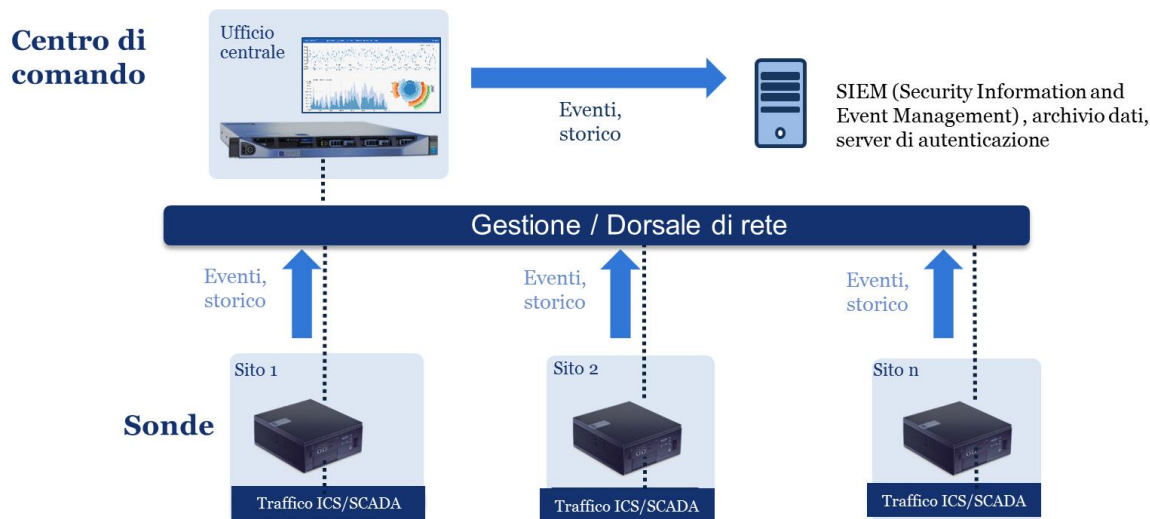 Centro di
comando
Ufficio
centrale
Eventi,
storico
SIEM (Security Information and
Event Management) , archivio dati,
server di autenticazione
Gestione / Dorsale di rete
Eventi,
storico
Eventi,
storico
Eventi,
storico
Sito 1
Sito 2
Sito n
Sonde
Traffico ICS/SCADA
Traffico ICS/SCADA
Traffico ICS/SCADA